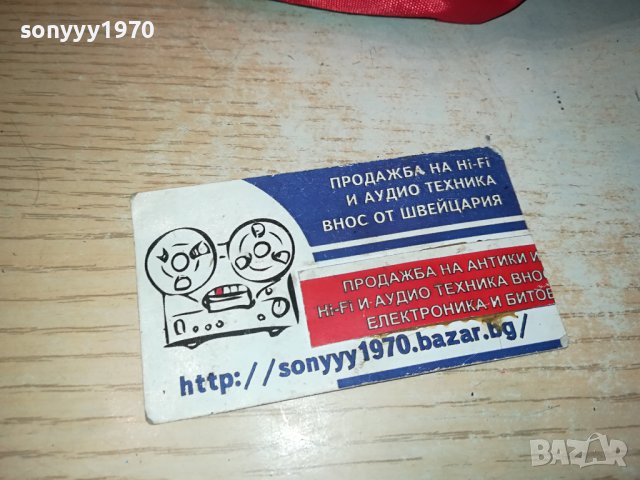 sonyyy1970
ПРОДАЖБА НА Hi-Fi
И АУДИО ТЕХНИКА
ВНОС ОТ ШВЕЙЦАРИЯ
ПРОДАЖБА НА АНТИКИ И
Hi-Fi И АУДИО ТЕХНИКА ВНОС
ЕЛЕКТРОНИКА И БИТОВ
http://sonyyy1970.bazar.bg/
BAZAR